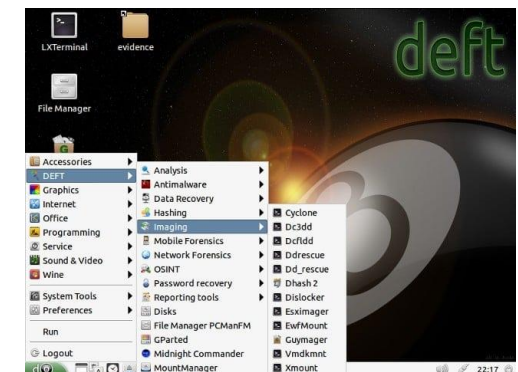 LXTerminal
evidence
deft
File Manager
Accessories
DEFT
Graphics
Internet
Office
Programming
Service
Sound & Video
Wine
System Tools
Preferences
Run
Logout
Analysis
Antimalware
Data Recovery
Hashing
Imaging
Mobile Forensics
Network Forensics
OSINT
Password recovery
Reporting tools
Disks
File Manager PCManFM
GParted
Midnight Commander
MountManager
Cyclone
Dc3dd
Dcfldd
Ddrescue
Dd_rescue
Dhash 2
Dislocker
Esximager
EwfMount
Guymager
Vmdkmnt
Xmount
22:17